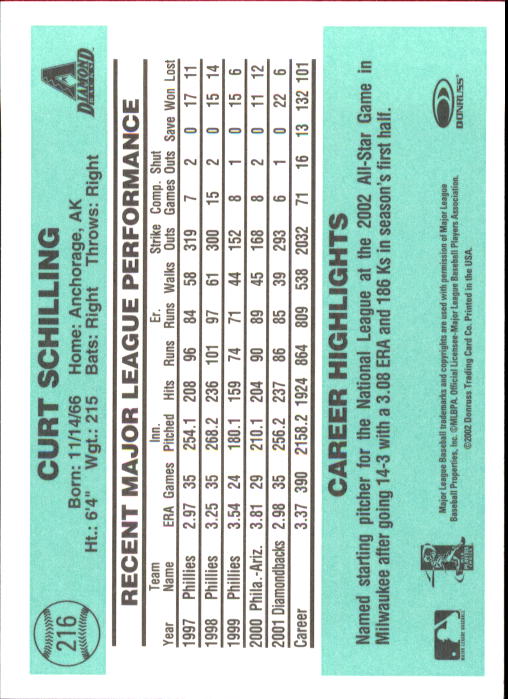 216
CURT SCHILLING
Born: 11/14/66 Home: Anchorage, AK
Ht.: 6'4" Wgt.: 215 Bats: Right Throws: Right
DIAMOND
BACKS
RECENT MAJOR LEAGUE PERFORMANCE
Team Inn. Er. Strike Comp. Shut
Year Name ERA Games Pitched Hits Runs Runs Walks Outs Games Outs Save Won Lost
1997 Phillies 2.97 35 254.1 208 96 84 58 319 7 2 0 17 11
1998 Phillies 3.25 35 268.2 236 101 97 61 300 15 2 0 15 14
1999 Phillies 3.54 24 180.1 159 74 71 44 152 8 1 0 15 6
2000 Phila.-Ariz. 3.81 29 210.1 204 90 89 45 168 8 2 0 11 12
2001 Diamondbacks 2.98 35 256.2 237 86 85 39 293 6 1 0 22 6
Career 3.37 390 2158.2 1924 864 809 538 2032 71 16 13 132 101
CAREER HIGHLIGHTS
Named starting pitcher for the National League at the 2002 All-Star Game in
Milwaukee after going 14-3 with a 3.08 ERA and 186 Ks in season's first half.
MAJOR LEAGUE BASEBALL
PLAYERS
Major League Baseball trademarks and copyrights are used with permission of Major League
Baseball Properties, Inc. ©MLBPA. Official Licensee-Major League Baseball Players Association.
©2002 Donruss Trading Card Co. Printed in the USA.
DONRUSS